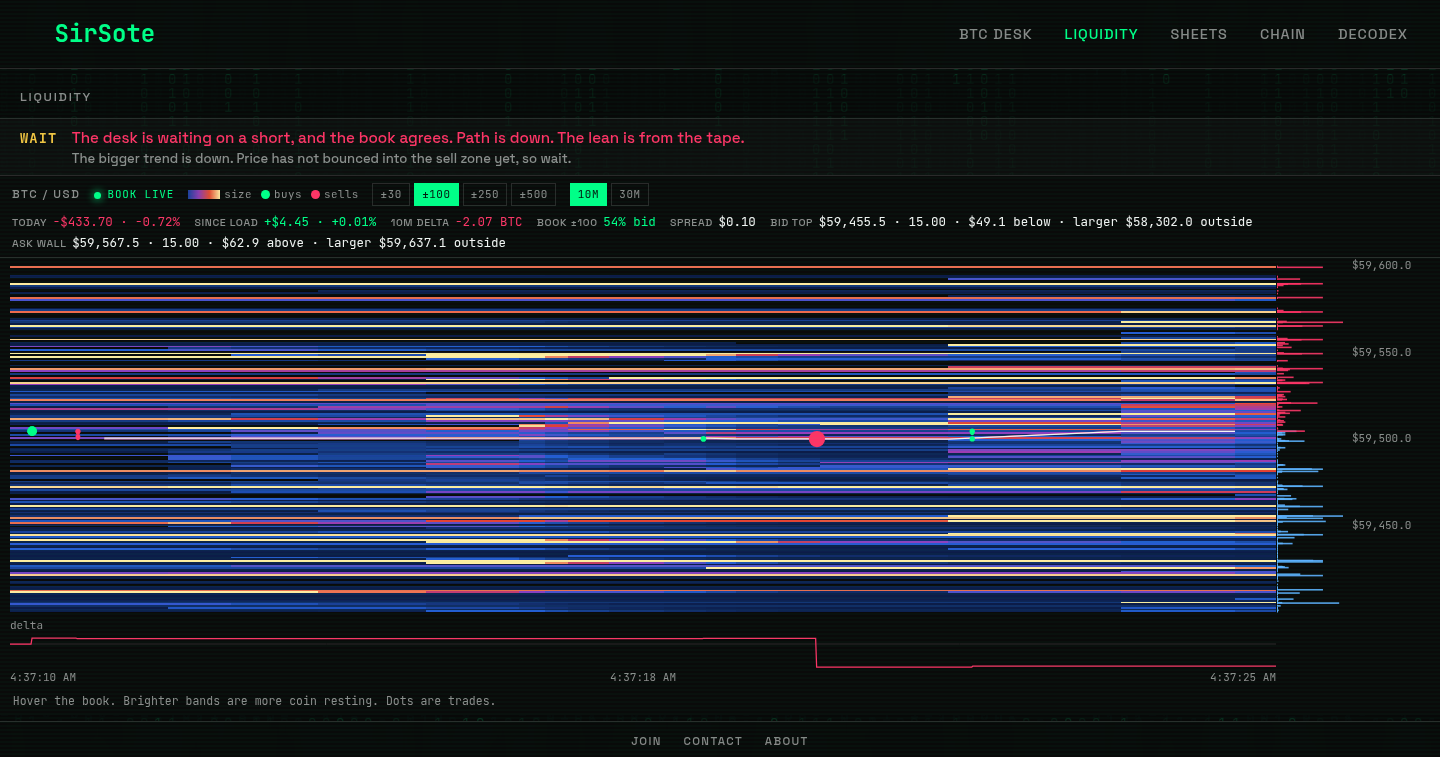 SirSote
BTC DESK LIQUIDITY SHEETS CHAIN DECODEX
LIQUIDITY
WAIT The desk is waiting on a short, and the book agrees. Path is down. The lean is from the tape.
The bigger trend is down. Price has not bounced into the sell zone yet, so wait.
BTC / USD BOOK LIVE size buys sells ±30 ±100 ±250 ±500 10M 30M
TODAY -$433.70 · -0.72% SINCE LOAD +$4.45 · +0.01% 10M DELTA -2.07 BTC BOOK ±100 54% bid SPREAD $0.10 BID TOP $59,455.5 · 15.00 · $49.1 below · larger $58,302.0 outside
ASK WALL $59,567.5 · 15.00 · $62.9 above · larger $59,637.1 outside
$59,600.0
$59,550.0
$59,500.0
$59,450.0
delta
4:37:10 AM 4:37:18 AM 4:37:25 AM
Hover the book. Brighter bands are more coin resting. Dots are trades.
JOIN CONTACT ABOUT